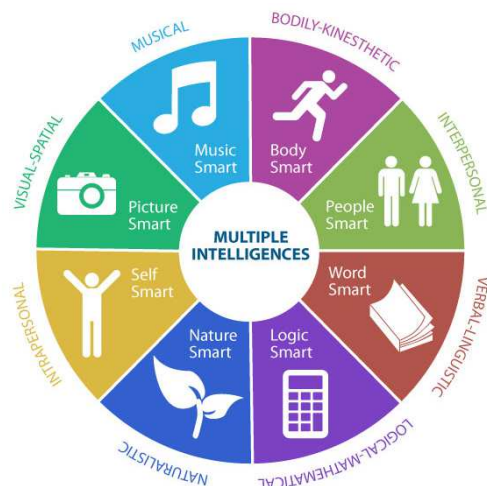 MUSICAL
BODILY-KINESTHETIC
VISUAL-SPATIAL
INTERPERSONAL
Music
Smart
Body
Smart
Picture
Smart
People
Smart
MULTIPLE
INTELLIGENCES
Self
Smart
Word
Smart
Nature
Smart
Logic
Smart
INTRAPERSONAL
VERBAL-LINGUISTIC
NATURALISTIC
LOGICAL-MATHEMATICAL